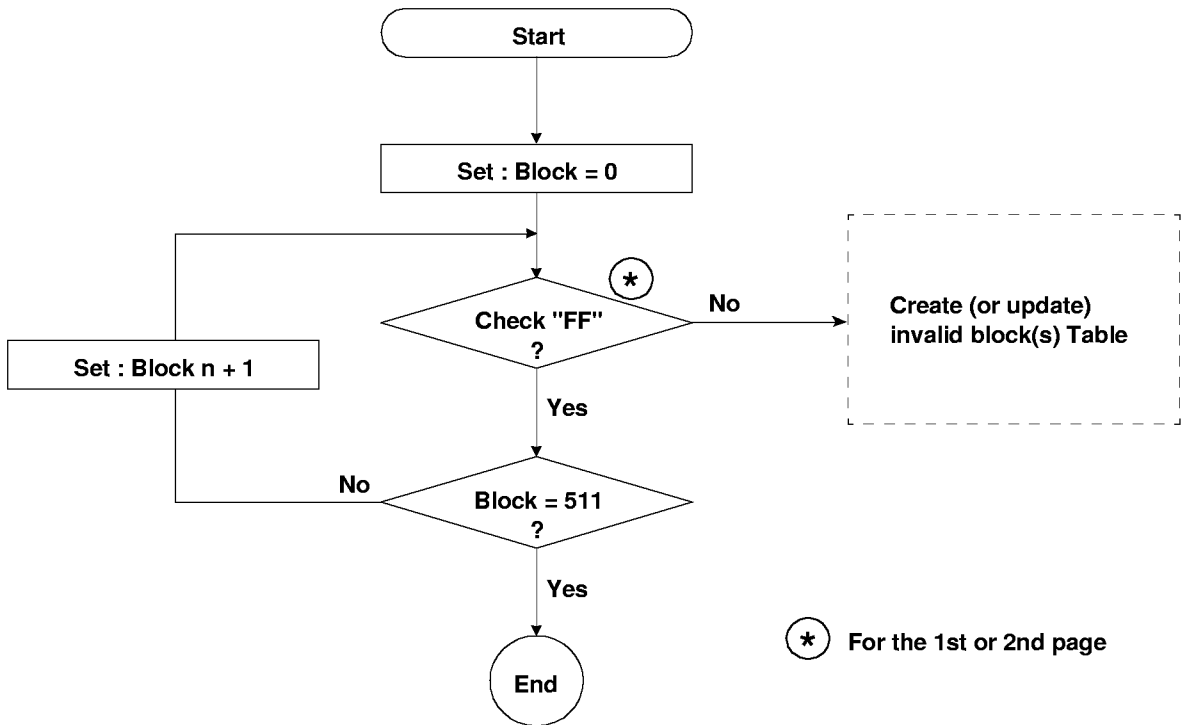 Start
Set : Block = 0
*
Check "FF"
?
No
Create (or update)
invalid block(s) Table
Set : Block n + 1
Yes
No
Block = 511
?
Yes
End
* For the 1st or 2nd page